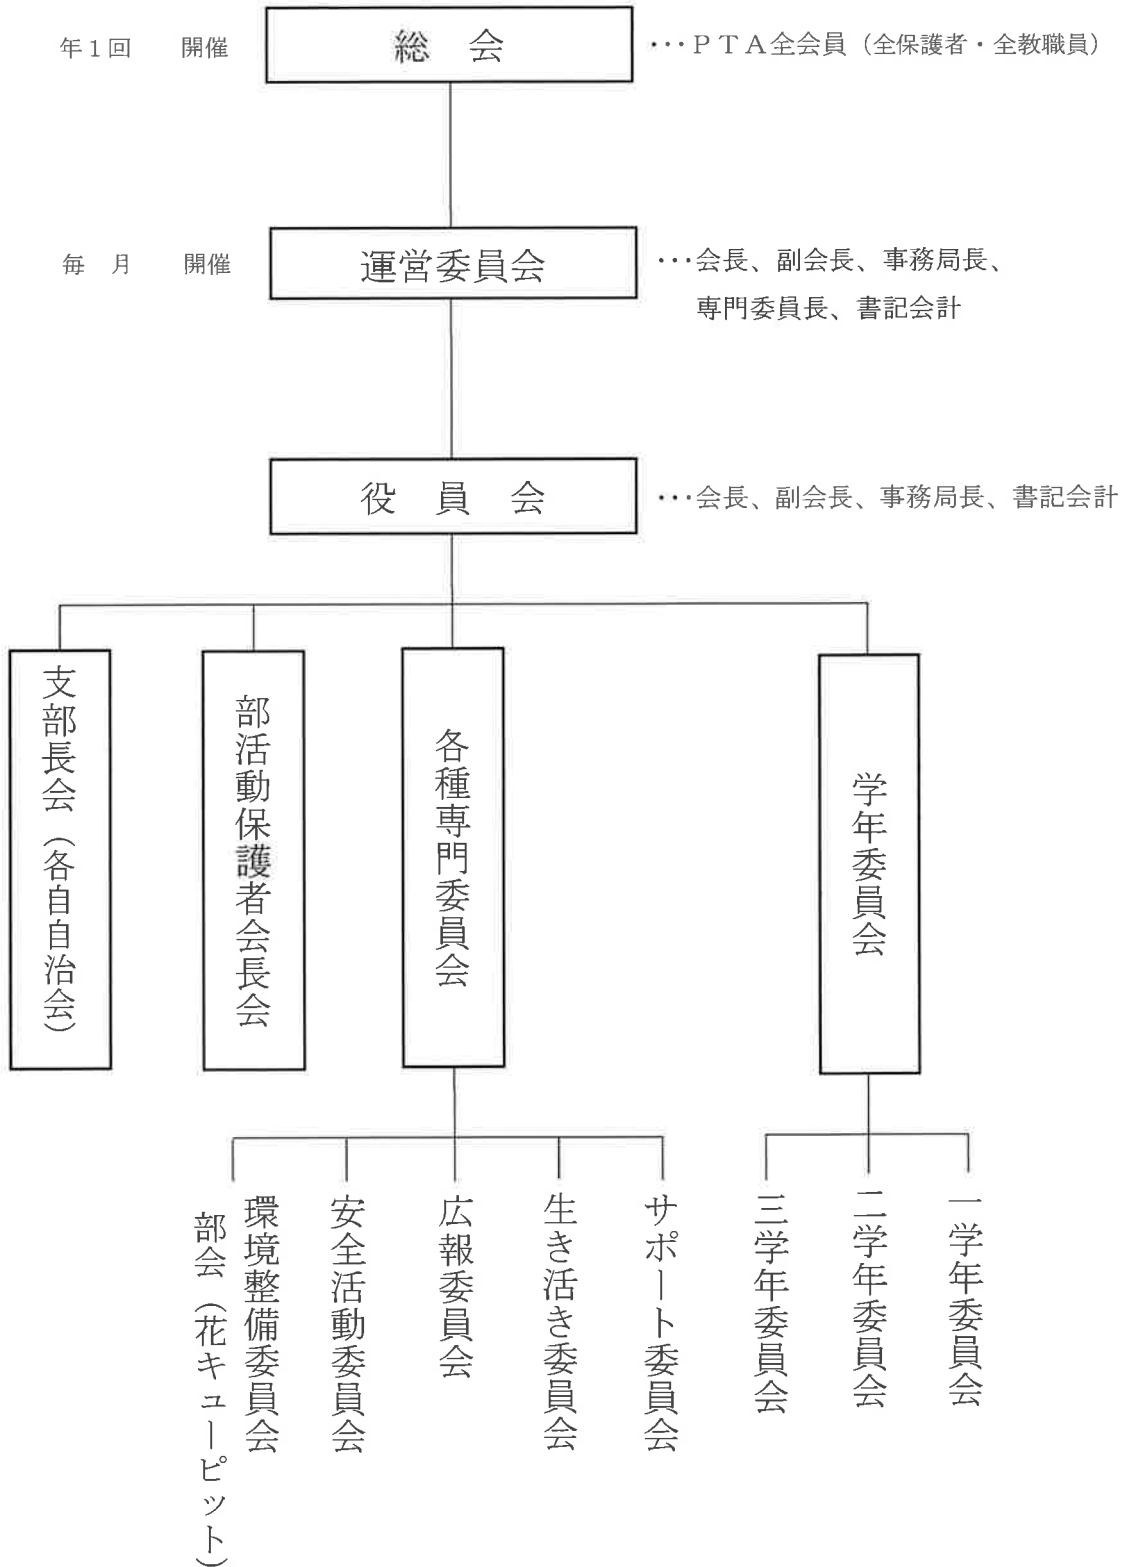 年１回　開催
総　会
・・・ＰＴＡ全会員（全保護者・全教職員）
毎　月　開催
運営委員会
・・・会長、副会長、事務局長、
専門委員長、書記会計
役　員　会
・・・会長、副会長、事務局長、書記会計
学年委員会
各種専門委員会
部活動保護者会長会
支部長会（各自自治会）
一学年委員会
二学年委員会
三学年委員会
サポート委員会
生き活き委員会
広報委員会
安全活動委員会
環境整備委員会
部会（花キューピット）